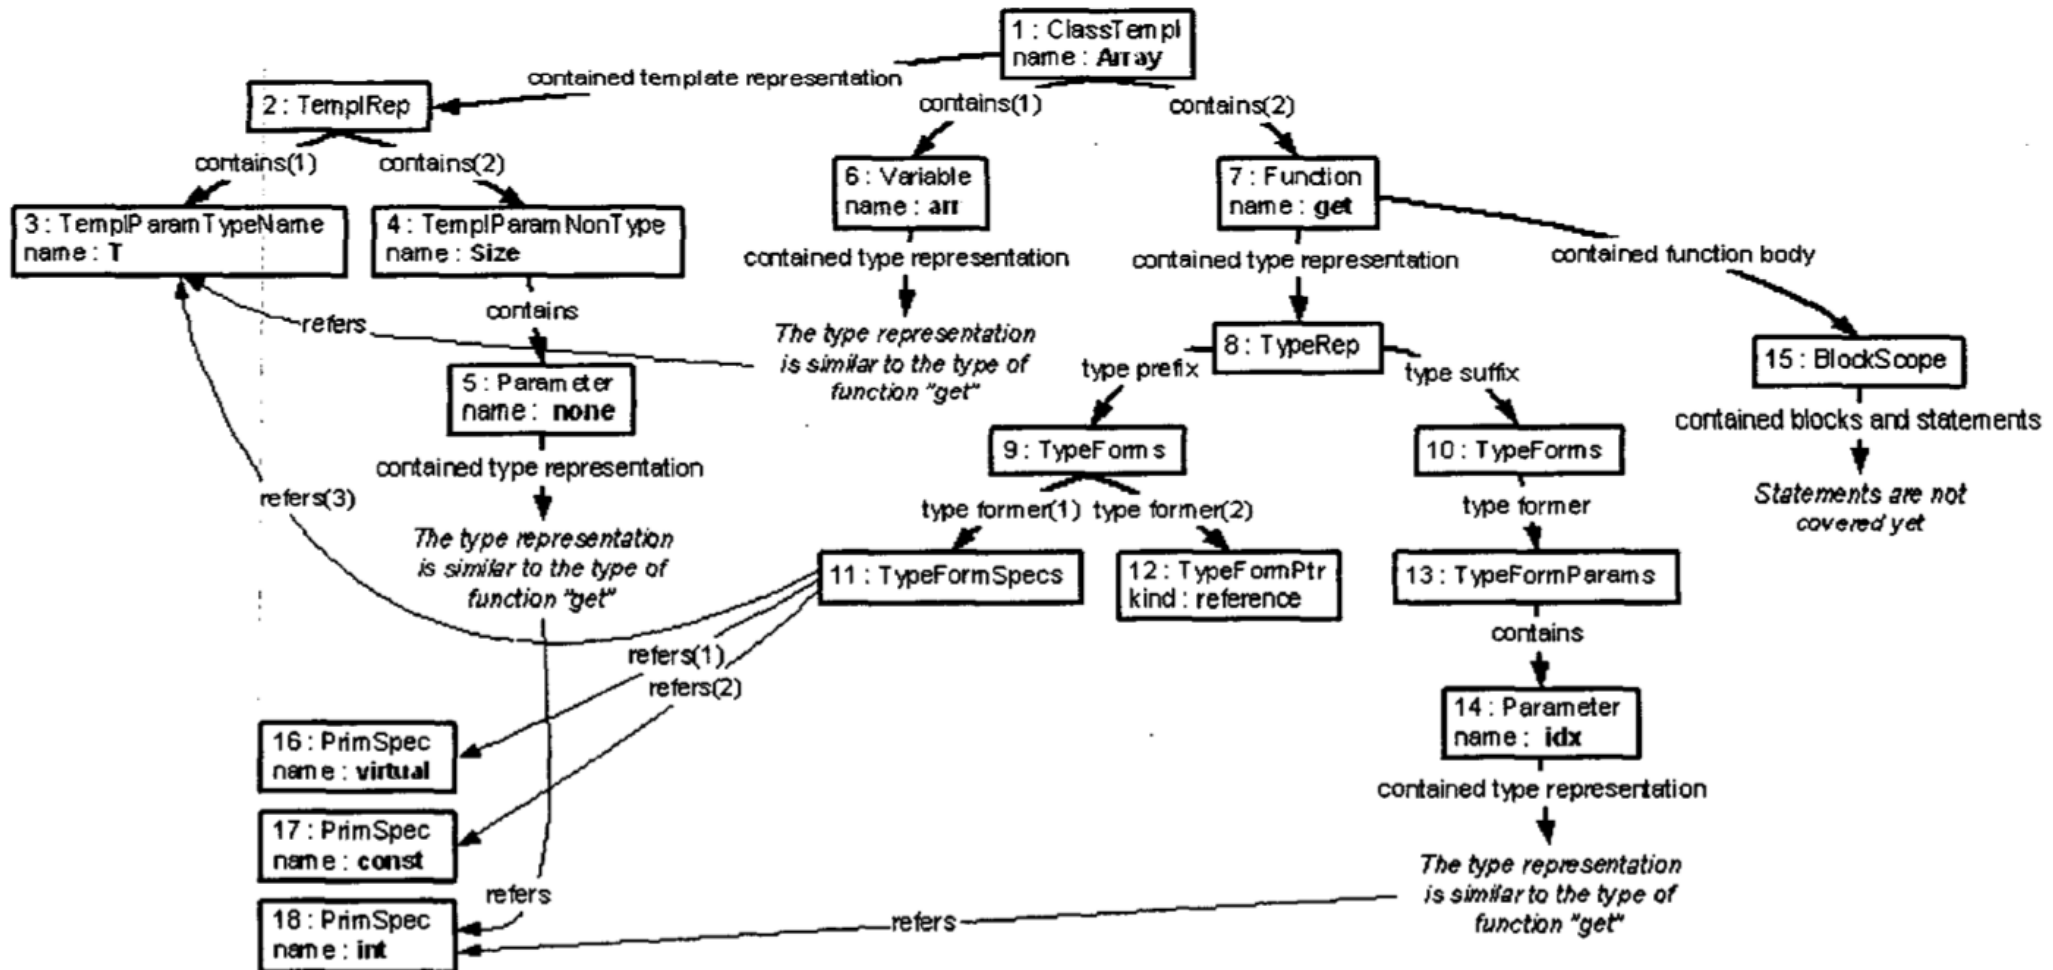 1 : ClassTempl
name : Array
contained template representation
2 : TemplRep
contains(1)
contains(2)
contains(1)
contains(2)
3 : TemplParamTypeName
name : T
4 : TemplParamNonType
name : Size
6 : Variable
name : arr
7 : Function
name : get
contains
contained type representation
contained type representation
contained function body
refers
The type representation
is similar to the type of
function "get"
8 : TypeRep
15 : BlockScope
5 : Parameter
name : none
type prefix
type suffix
contained blocks and statements
contained type representation
9 : TypeForms
10 : TypeForms
Statements are not
covered yet
refers(3)
type former(1)
type former(2)
type former
The type representation
is similar to the type of
function "get"
11 : TypeFormSpecs
12 : TypeFormPtr
kind : reference
13 : TypeFormParams
contains
refers(1)
refers(2)
14 : Parameter
name : idx
16 : PrimSpec
name : virtual
contained type representation
17 : PrimSpec
name : const
The type representation
is similar to the type of
function "get"
refers
18 : PrimSpec
name : int
refers